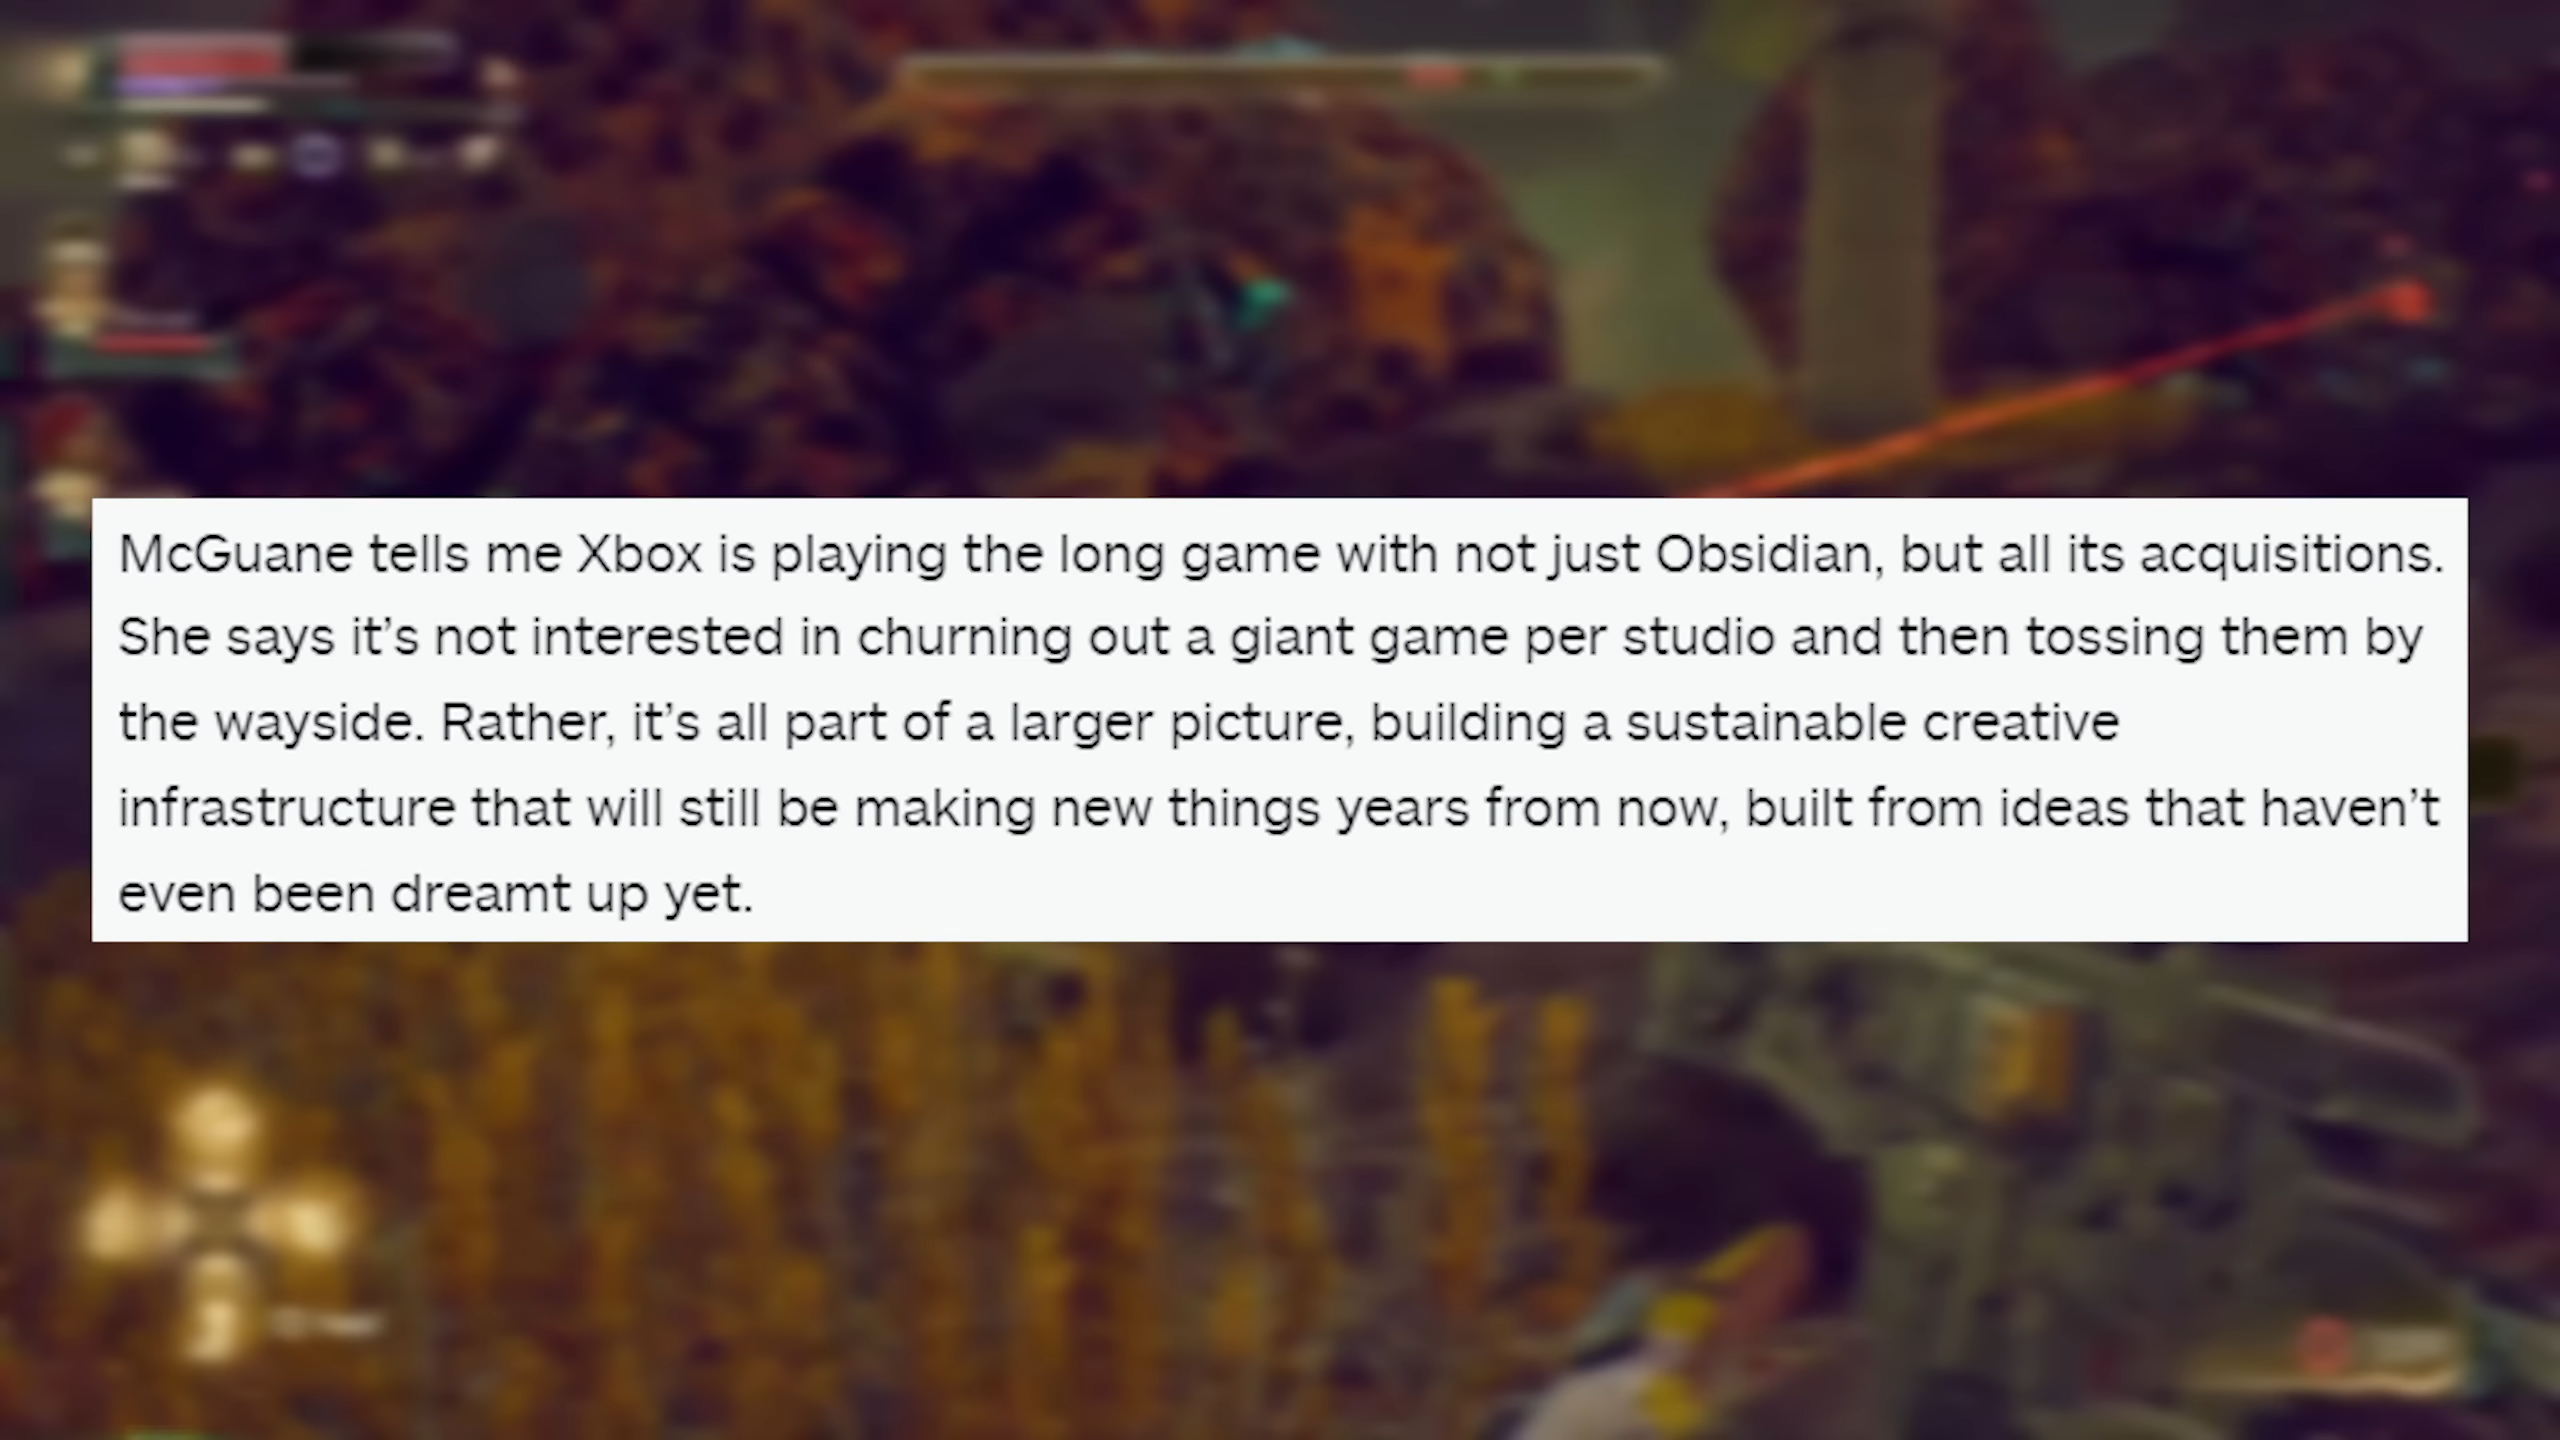 McGuane tells me Xbox is playing the long game with not just Obsidian, but all its acquisitions.
She says it’s not interested in churning out a giant game per studio and then tossing them by
the wayside. Rather, it’s all part of a larger picture, building a sustainable creative
infrastructure that will still be making new things years from now, built from ideas that haven’t
even been dreamt up yet.